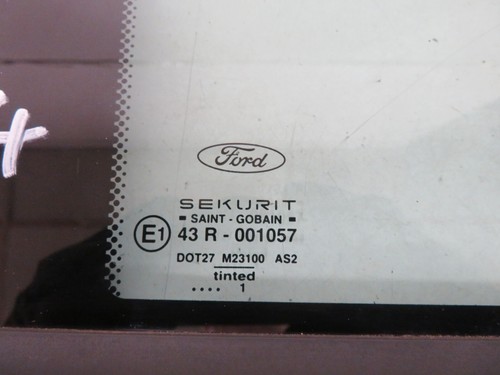 Ford
SEKURIT
SAINT - GOBAIN
E1 43 R - 001057
DOT27 M23100 AS2
tinted
.... 1